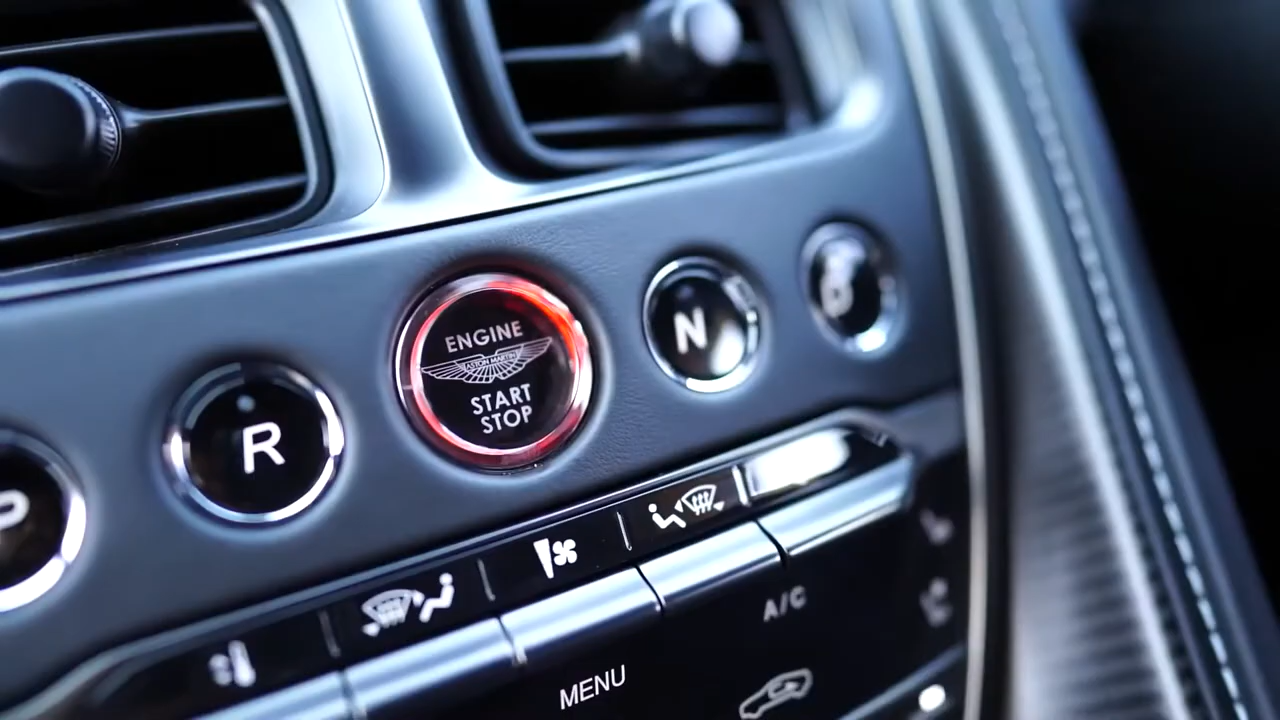 P
R
ENGINE
ASTON MARTIN
START
STOP
N
D
A/C
MENU